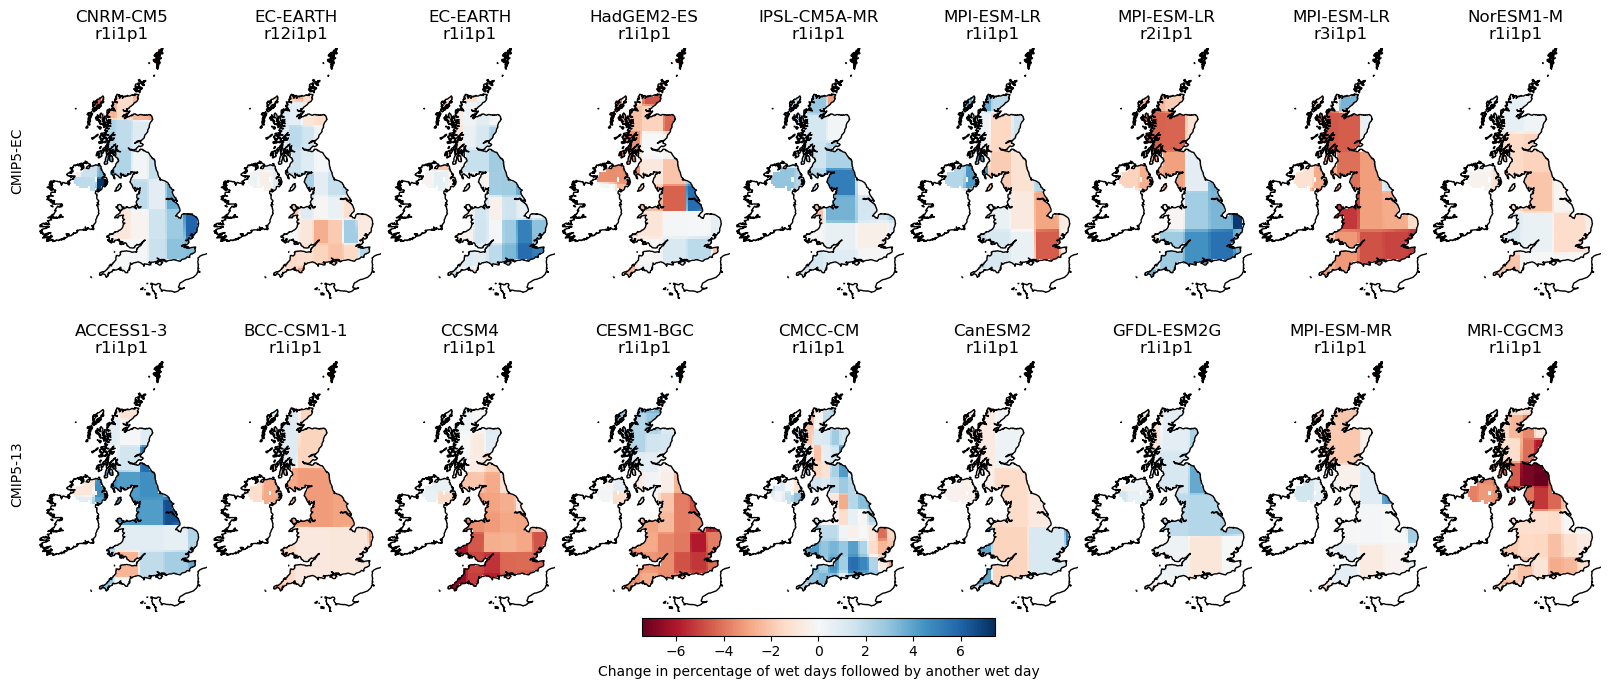 CNRM-CM5
r1i1p1
EC-EARTH
r12i1p1
EC-EARTH
r1i1p1
HadGEM2-ES
r1i1p1
IPSL-CM5A-MR
r1i1p1
MPI-ESM-LR
r1i1p1
MPI-ESM-LR
r2i1p1
MPI-ESM-LR
r3i1p1
NorESM1-M
r1i1p1
CMIP5-EC
ACCESS1-3
r1i1p1
BCC-CSM1-1
r1i1p1
CCSM4
r1i1p1
CESM1-BGC
r1i1p1
CMCC-CM
r1i1p1
CanESM2
r1i1p1
GFDL-ESM2G
r1i1p1
MPI-ESM-MR
r1i1p1
MRI-CGCM3
r1i1p1
CMIP5-13
−6 −4 −2 0 2 4 6
Change in percentage of wet days followed by another wet day